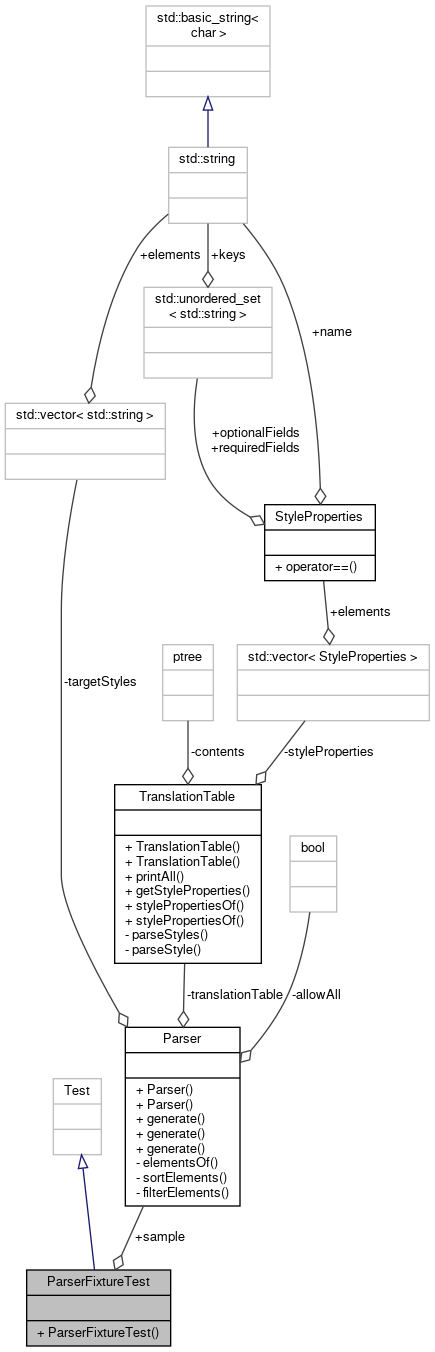 std::basic_string<
char >
std::string
+elements
+keys
std::unordered_set
< std::string >
+name
std::vector< std::string >
+optionalFields
+requiredFields
StyleProperties
+ operator==()
+elements
ptree
std::vector< StyleProperties >
-targetStyles
-contents
-styleProperties
TranslationTable
+ TranslationTable()
+ TranslationTable()
+ printAll()
+ getStyleProperties()
+ stylePropertiesOf()
+ stylePropertiesOf()
- parseStyles()
- parseStyle()
bool
-translationTable
-allowAll
Parser
+ Parser()
+ Parser()
+ generate()
+ generate()
+ generate()
- elementsOf()
- sortElements()
- filterElements()
Test
+sample
ParserFixtureTest
+ ParserFixtureTest()